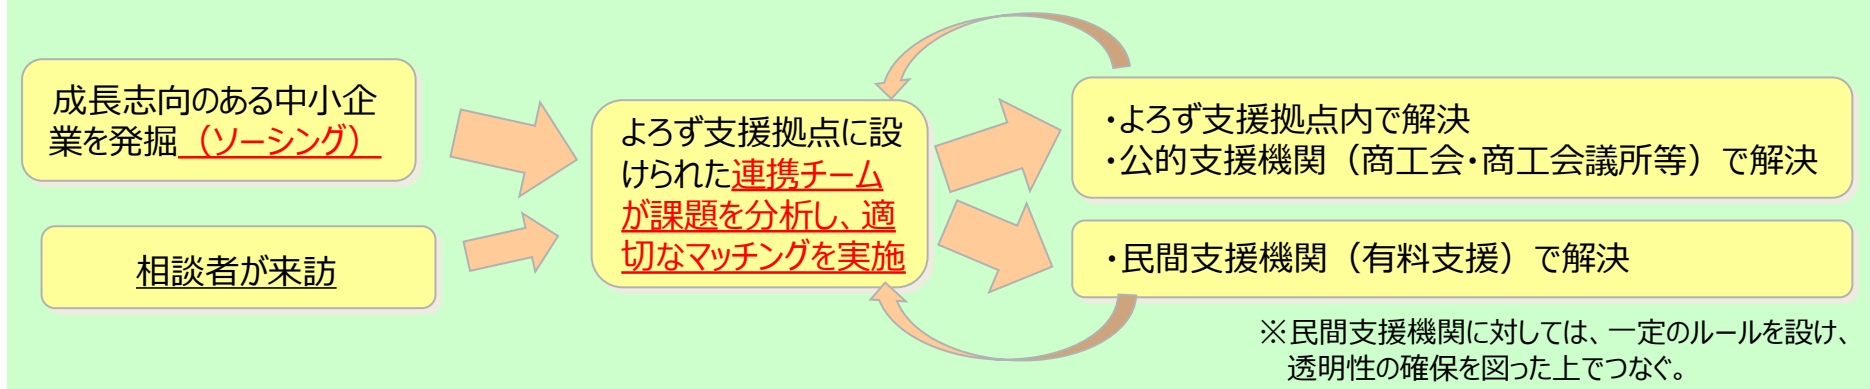 成長志向のある中小企
業を発掘（ソーシング）
相談者が来訪
よろず支援拠点に設
けられた連携チーム
が課題を分析し、適
切なマッチングを実施
・よろず支援拠点内で解決
・公的支援機関（商工会・商工会議所等）で解決
・民間支援機関（有料支援）で解決
※民間支援機関に対しては、一定のルールを設け、
透明性の確保を図った上でつなぐ。